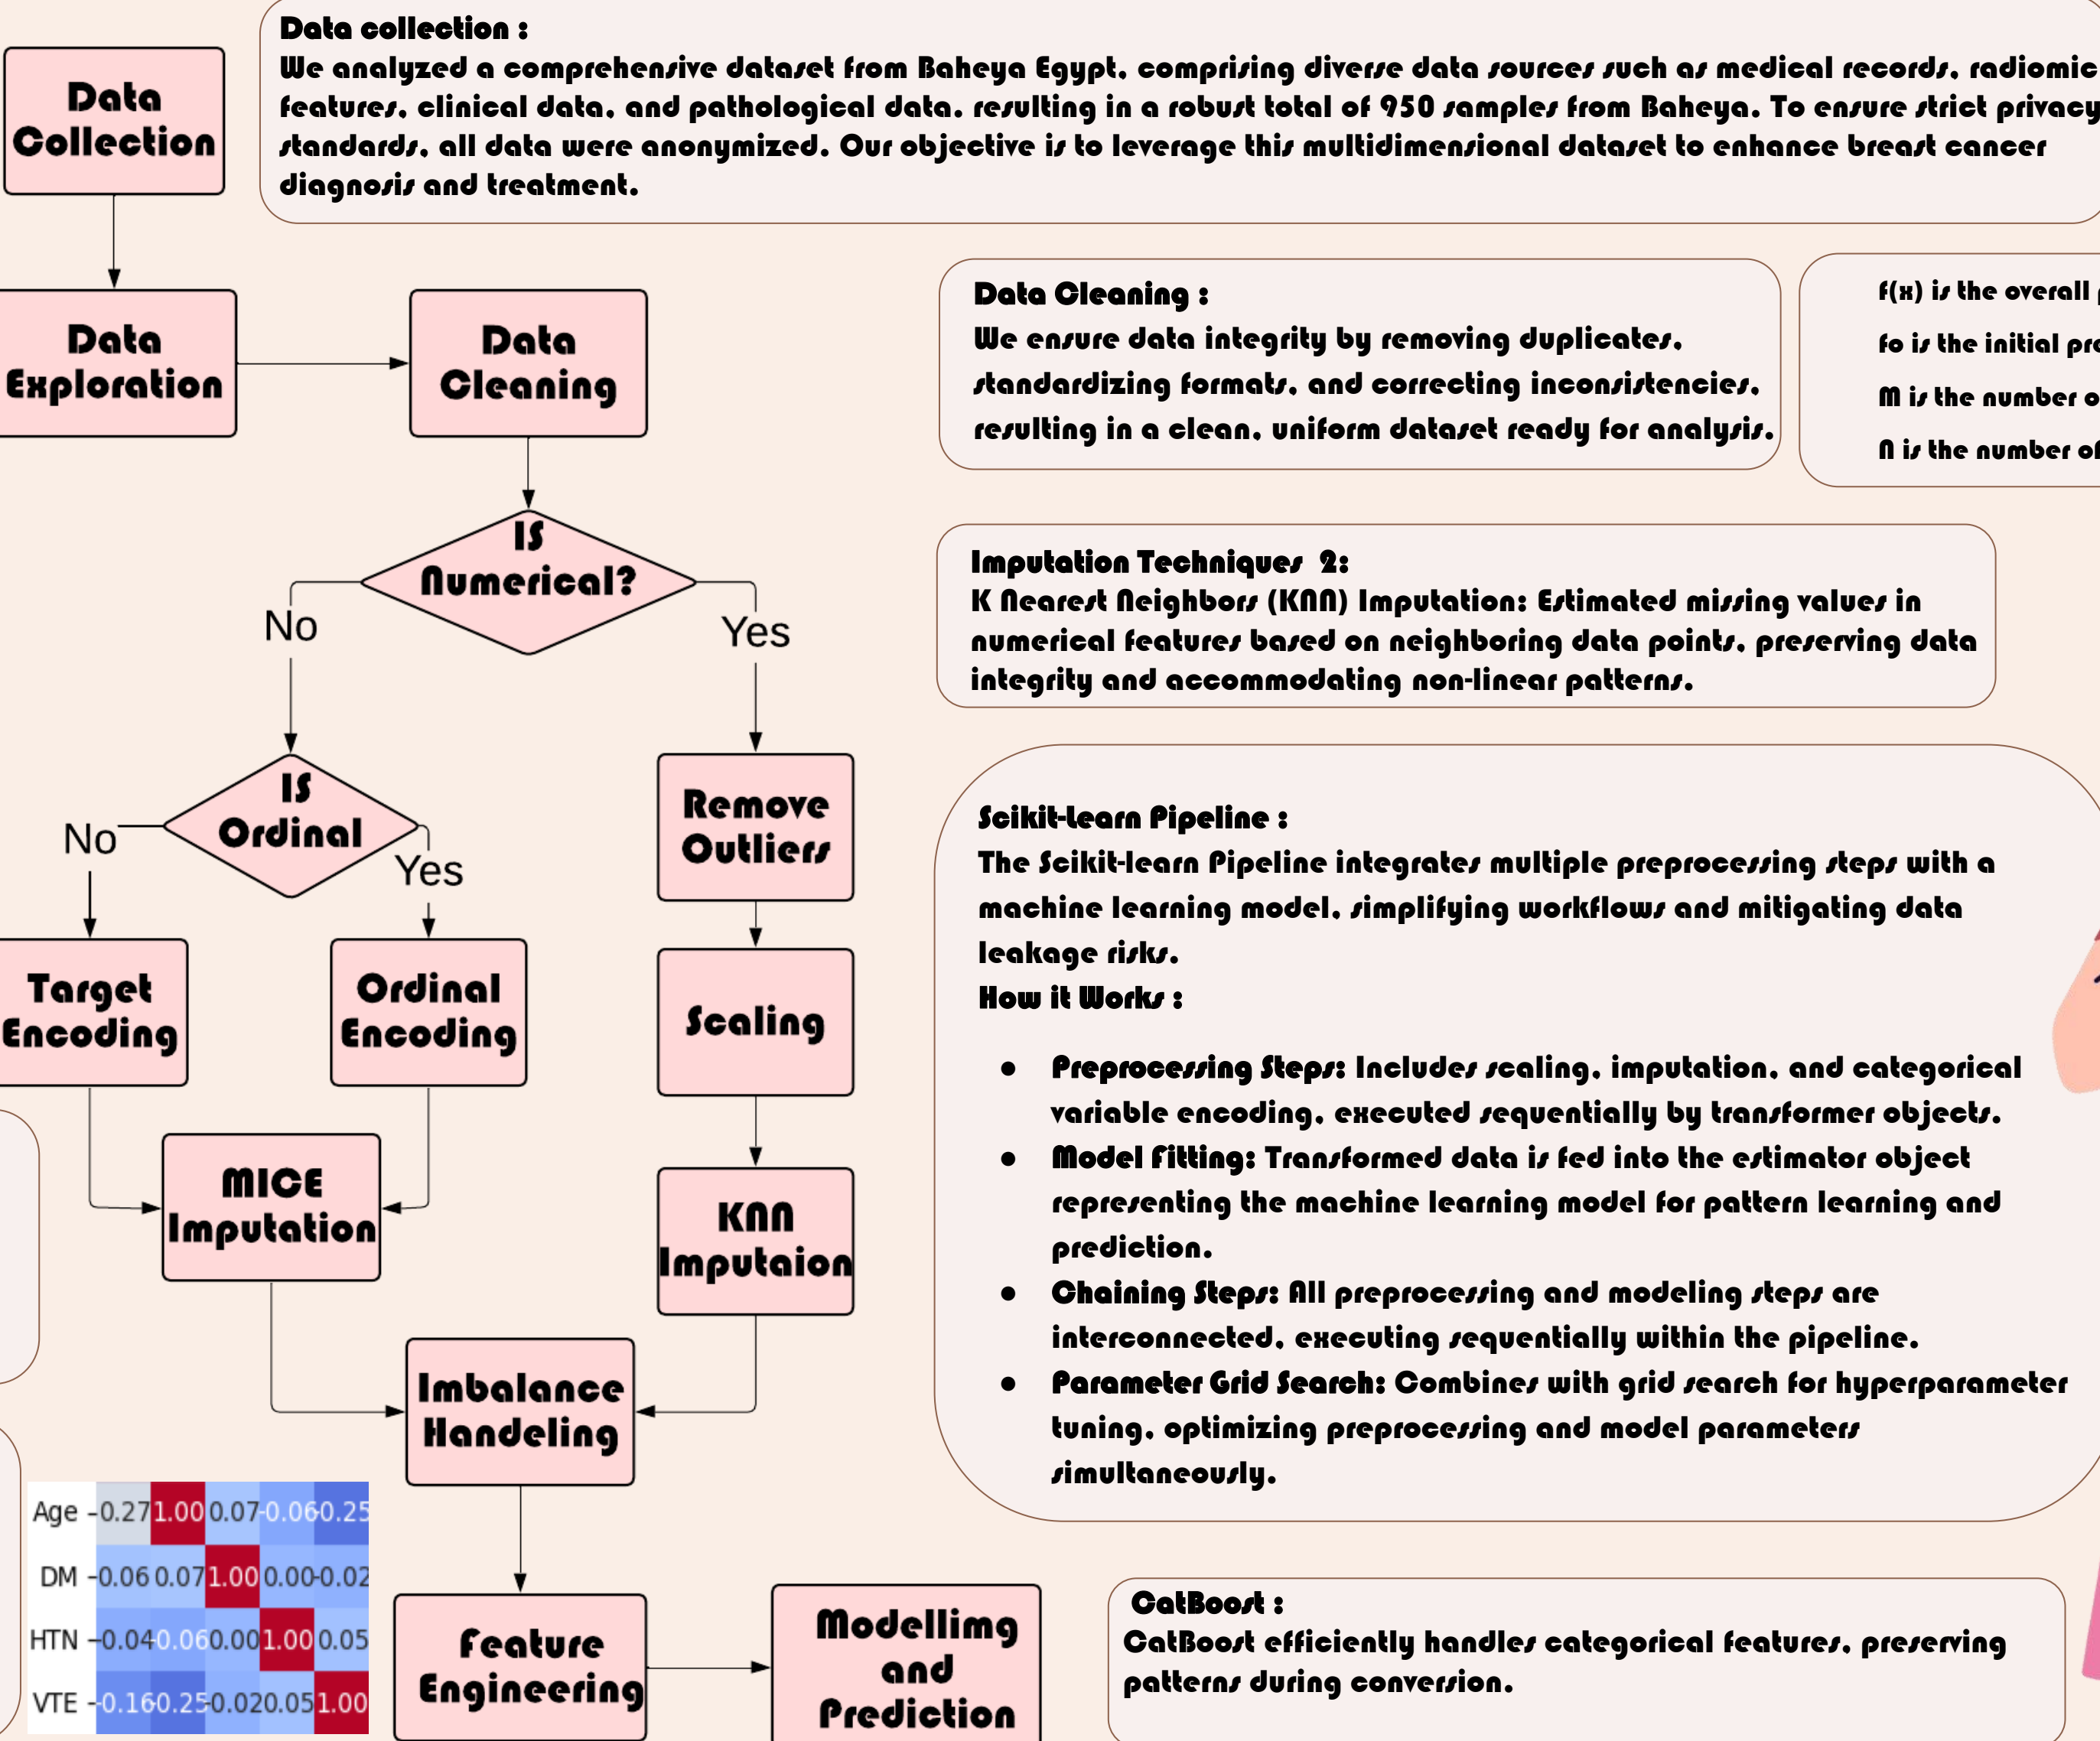 Data collection :
We analyzed a comprehensive dataset from Baheya Egypt, comprising diverse data sources such as medical records, radiomic
features, clinical data, and pathological data. resulting in a robust total of 950 samples from Baheya. To ensure strict privacy
standards, all data were anonymized. Our objective is to leverage this multidimensional dataset to enhance breast cancer
diagnosis and treatment.
Data
Collection
Data
Exploration
Data
Cleaning
Data Cleaning :
We ensure data integrity by removing duplicates,
standardizing formats, and correcting inconsistencies,
resulting in a clean, uniform dataset ready for analysis.
f(x) is the overall
fo is the initial
M is the number
N is the number
IS
Numerical?
No
Yes
Imputation Techniques 2:
K Nearest Neighbors (KNN) Imputation: Estimated missing values in
numerical features based on neighboring data points, preserving data
integrity and accommodating non-linear patterns.
IS
Ordinal
No
Yes
Remove
Outliers
Target
Encoding
Ordinal
Encoding
Scaling
MICE
Imputation
KNN
Imputaion
Imbalance
Handeling
Feature
Engineering
Modellimg
and
Prediction
Scikit-Learn Pipeline :
The Scikit-learn Pipeline integrates multiple preprocessing steps with a
machine learning model, simplifying workflows and mitigating data
leakage risks.
How it Works :
● Preprocessing Steps: Includes scaling, imputation, and categorical
variable encoding, executed sequentially by transformer objects.
● Model Fitting: Transformed data is fed into the estimator object
representing the machine learning model for pattern learning and
prediction.
● Chaining Steps: All preprocessing and modeling steps are
interconnected, executing sequentially within the pipeline.
● Parameter Grid Search: Combines with grid search for hyperparameter
tuning, optimizing preprocessing and model parameters
simultaneously.
Age -0.27 1.00 0.07 -0.06 -0.25
DM -0.06 0.07 1.00 0.00 -0.02
HTN -0.04 -0.06 0.00 1.00 0.05
VTE -0.16 -0.25 -0.02 0.05 1.00
CatBoost :
CatBoost efficiently handles categorical features, preserving
patterns during conversion.